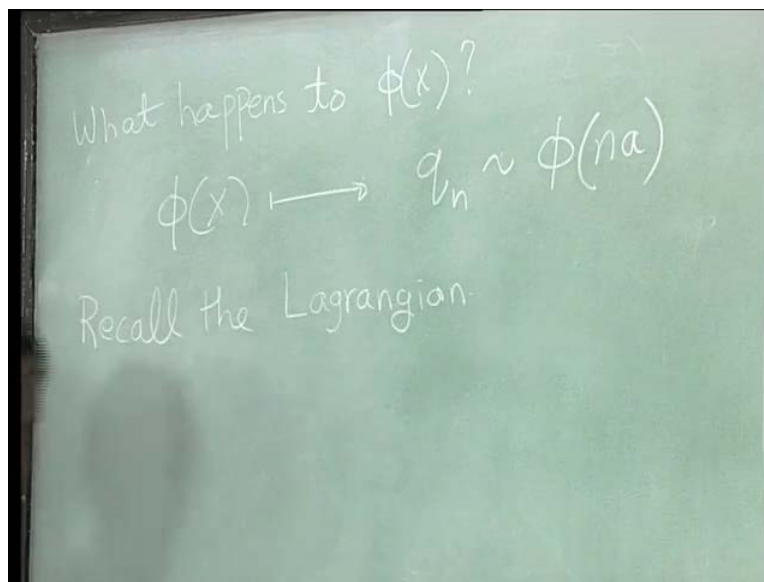 What happens to ϕ(x)?
ϕ(x) ⟼ qₙ ~ ϕ(na)
Recall the Lagrangian.